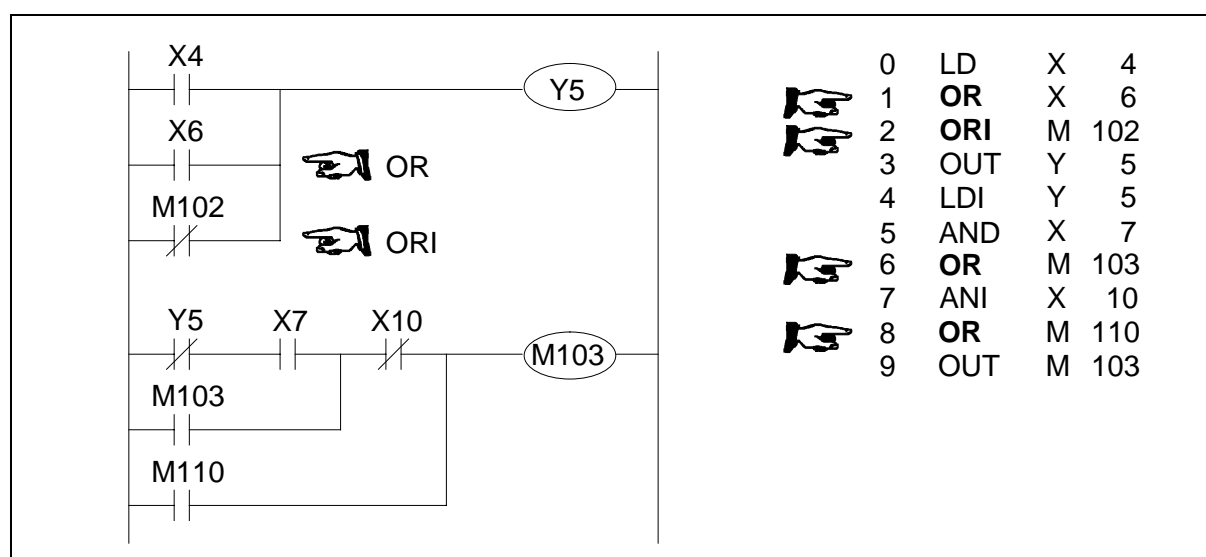 X4
Y5
X6
OR
M102
ORI
Y5 X7 X10
M103
M103
M110
0 LD X 4
1 OR X 6
2 ORI M 102
3 OUT Y 5
4 LDI Y 5
5 AND X 7
6 OR M 103
7 ANI X 10
8 OR M 110
9 OUT M 103